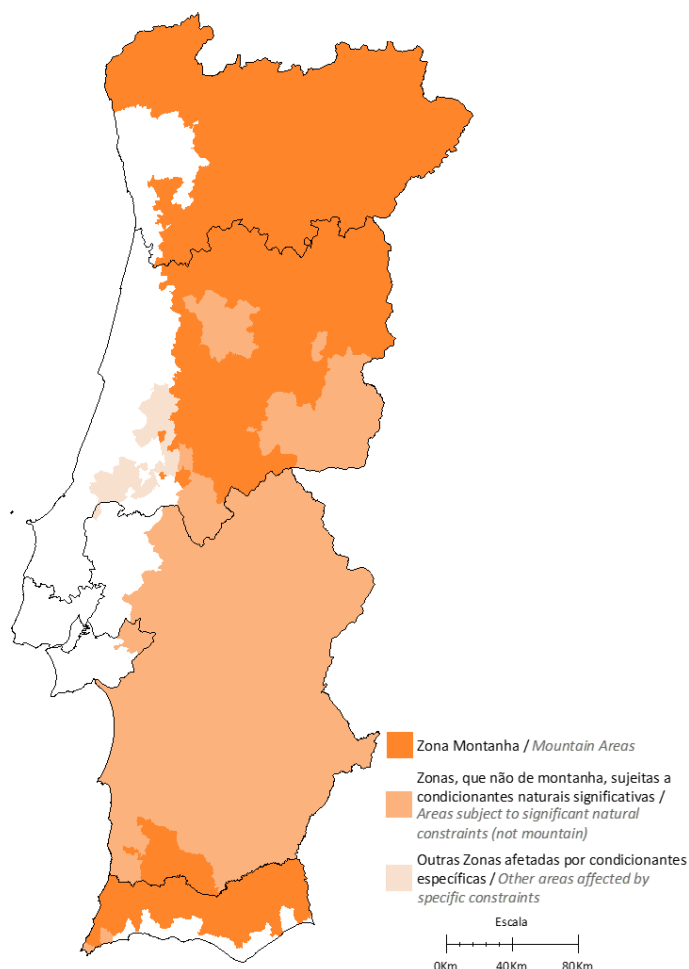 Zona Montanha / Mountain Areas
Zonas, que não de montanha, sujeitas a
condicionantes naturais significativas /
Areas subject to significant natural
constraints (not mountain)
Outras Zonas afetadas por condicionantes
específicas / Other areas affected by
specific constraints
Escala
0Km 40Km 80Km